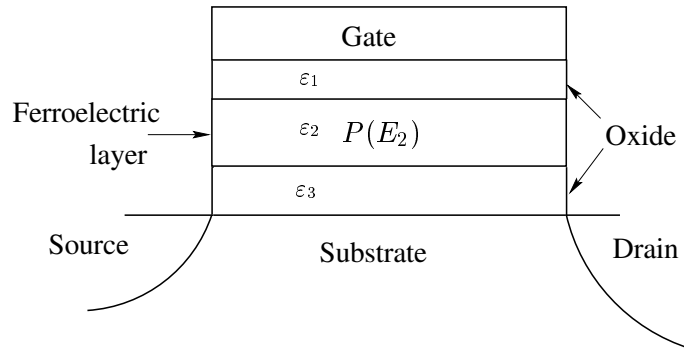 Gate
ε₁
Ferroelectric
layer
ε₂ P(E₂)
Oxide
ε₃
Source
Substrate
Drain